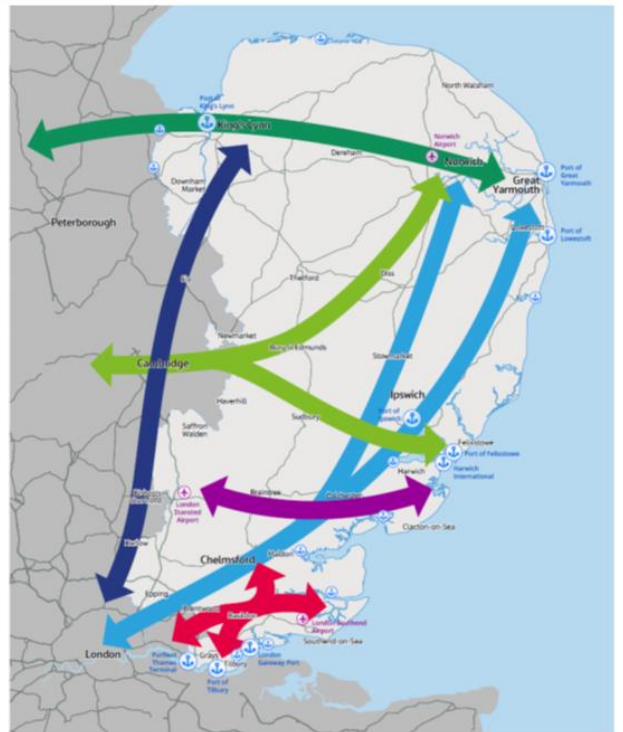 North Walsham
Port of
King's Lynn
King's Lynn
Norwich
Airport
Dereham
Norwich
Port of
Great
Yarmouth
Great
Yarmouth
Downham
Market
Peterborough
Lowestoft
Port of
Lowestoft
Ely
Thetford
Diss
Newmarket
Bury St Edmunds
Stowmarket
Cambridge
Haverhill
Ipswich
Port of
Ipswich
Sudbury
Saffron
Walden
Felixstowe
Port of Felixstowe
Harwich
Harwich
International
London
Stansted
Airport
Braintree
Colchester
Clacton-on-Sea
Harlow
Chelmsford
Maldon
Epping
Brentwood
Basildon
London Southend
Airport
Southend-on-Sea
London
Purfleet
Thames
Terminal
Grays
Tilbury
London
Gateway Port
Port of
Tilbury